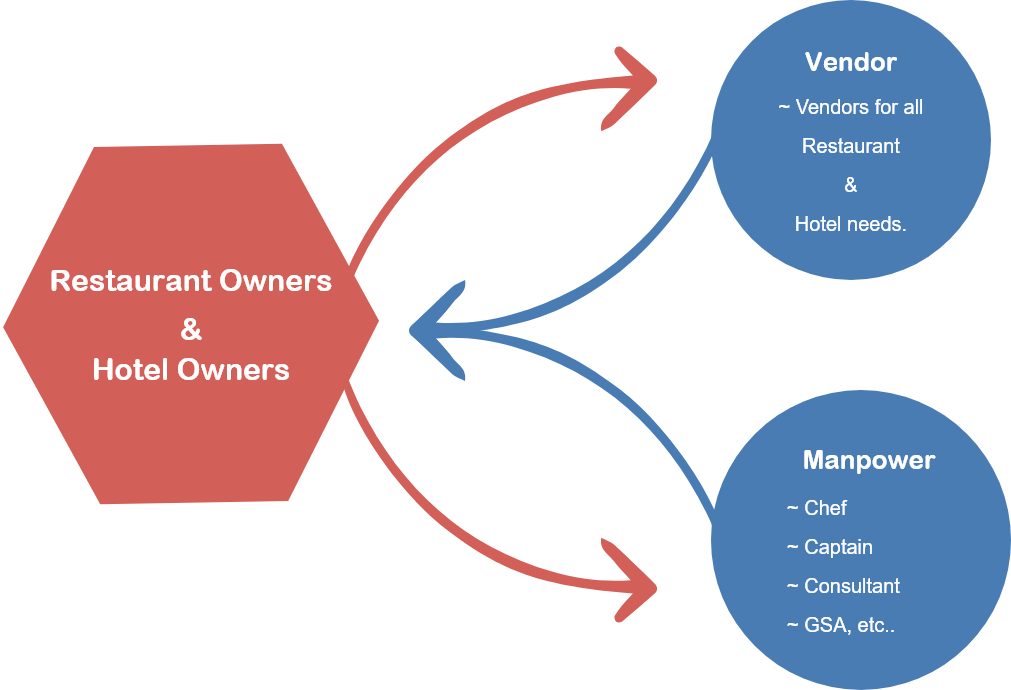 Restaurant Owners
&
Hotel Owners
Vendor
~ Vendors for all
Restaurant
&
Hotel needs.
Manpower
~ Chef
~ Captain
~ Consultant
~ GSA, etc..